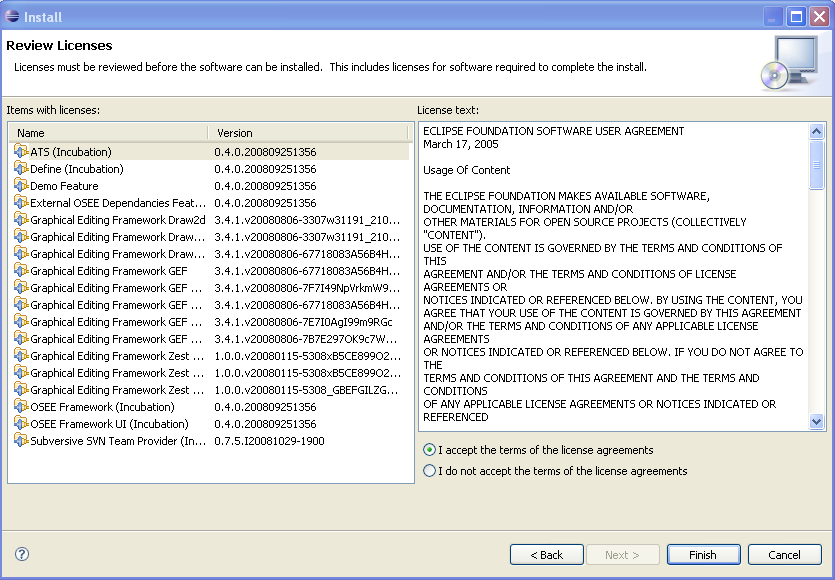 Install
Review Licenses
Licenses must be reviewed before the software can be installed.  This includes licenses for software required to complete the install.
Items with licenses:
Name Version
ATS (Incubation) 0.4.0.200809251356
Define (Incubation) 0.4.0.200809251356
Demo Feature 0.4.0.200809251356
External OSEE Dependancies Feat... 0.4.0.200809251356
Graphical Editing Framework Draw2d 3.4.1.v20080806-3307w31191_210...
Graphical Editing Framework Draw... 3.4.1.v20080806-3307w31191_210...
Graphical Editing Framework Draw... 3.4.1.v20080806-67718083A56B4H...
Graphical Editing Framework GEF 3.4.1.v20080806-67718083A56B4H...
Graphical Editing Framework GEF ... 3.4.1.v20080806-7F7I49NpVrkmW9...
Graphical Editing Framework GEF ... 3.4.1.v20080806-67718083A56B4H...
Graphical Editing Framework GEF ... 3.4.1.v20080806-7E7I0AgI99m9RGc
Graphical Editing Framework GEF ... 3.4.1.v20080806-7B7E297OK9c7W...
Graphical Editing Framework Zest ... 1.0.0.v20080115-5308xB5CE899O2...
Graphical Editing Framework Zest ... 1.0.0.v20080115-5308xB5CE899O2...
Graphical Editing Framework Zest ... 1.0.0.v20080115-5308_GBEFGILZG...
OSEE Framework (Incubation) 0.4.0.200809251356
OSEE Framework UI (Incubation) 0.4.0.200809251356
Subversive SVN Team Provider (In... 0.7.5.I20081029-1900
License text:
ECLIPSE FOUNDATION SOFTWARE USER AGREEMENT
March 17, 2005
Usage Of Content
THE ECLIPSE FOUNDATION MAKES AVAILABLE SOFTWARE,
DOCUMENTATION, INFORMATION AND/OR
OTHER MATERIALS FOR OPEN SOURCE PROJECTS (COLLECTIVELY
"CONTENT").
USE OF THE CONTENT IS GOVERNED BY THE TERMS AND CONDITIONS OF
THIS
AGREEMENT AND/OR THE TERMS AND CONDITIONS OF LICENSE
AGREEMENTS OR
NOTICES INDICATED OR REFERENCED BELOW. BY USING THE CONTENT, YOU
AGREE THAT YOUR USE OF THE CONTENT IS GOVERNED BY THIS AGREEMENT
AND/OR THE TERMS AND CONDITIONS OF ANY APPLICABLE LICENSE
AGREEMENTS
OR NOTICES INDICATED OR REFERENCED BELOW. IF YOU DO NOT AGREE TO
THE
TERMS AND CONDITIONS OF THIS AGREEMENT AND THE TERMS AND
CONDITIONS
OF ANY APPLICABLE LICENSE AGREEMENTS OR NOTICES INDICATED OR
REFERENCED
I accept the terms of the license agreements
I do not accept the terms of the license agreements
?
< Back
Next >
Finish
Cancel